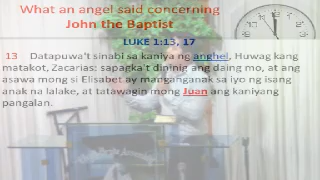 What an angel said concerning
John the Baptist
LUKE 1:13, 17
13 Datapuwa't sinabi sa kaniya ng anghel, Huwag kang
matakot, Zacarias: sapagka't dininig ang daing mo, at ang
asawa mong si Elisabet ay manganganak sa iyo ng isang
anak na lalake, at tatawagin mong Juan ang kaniyang
pangalan.